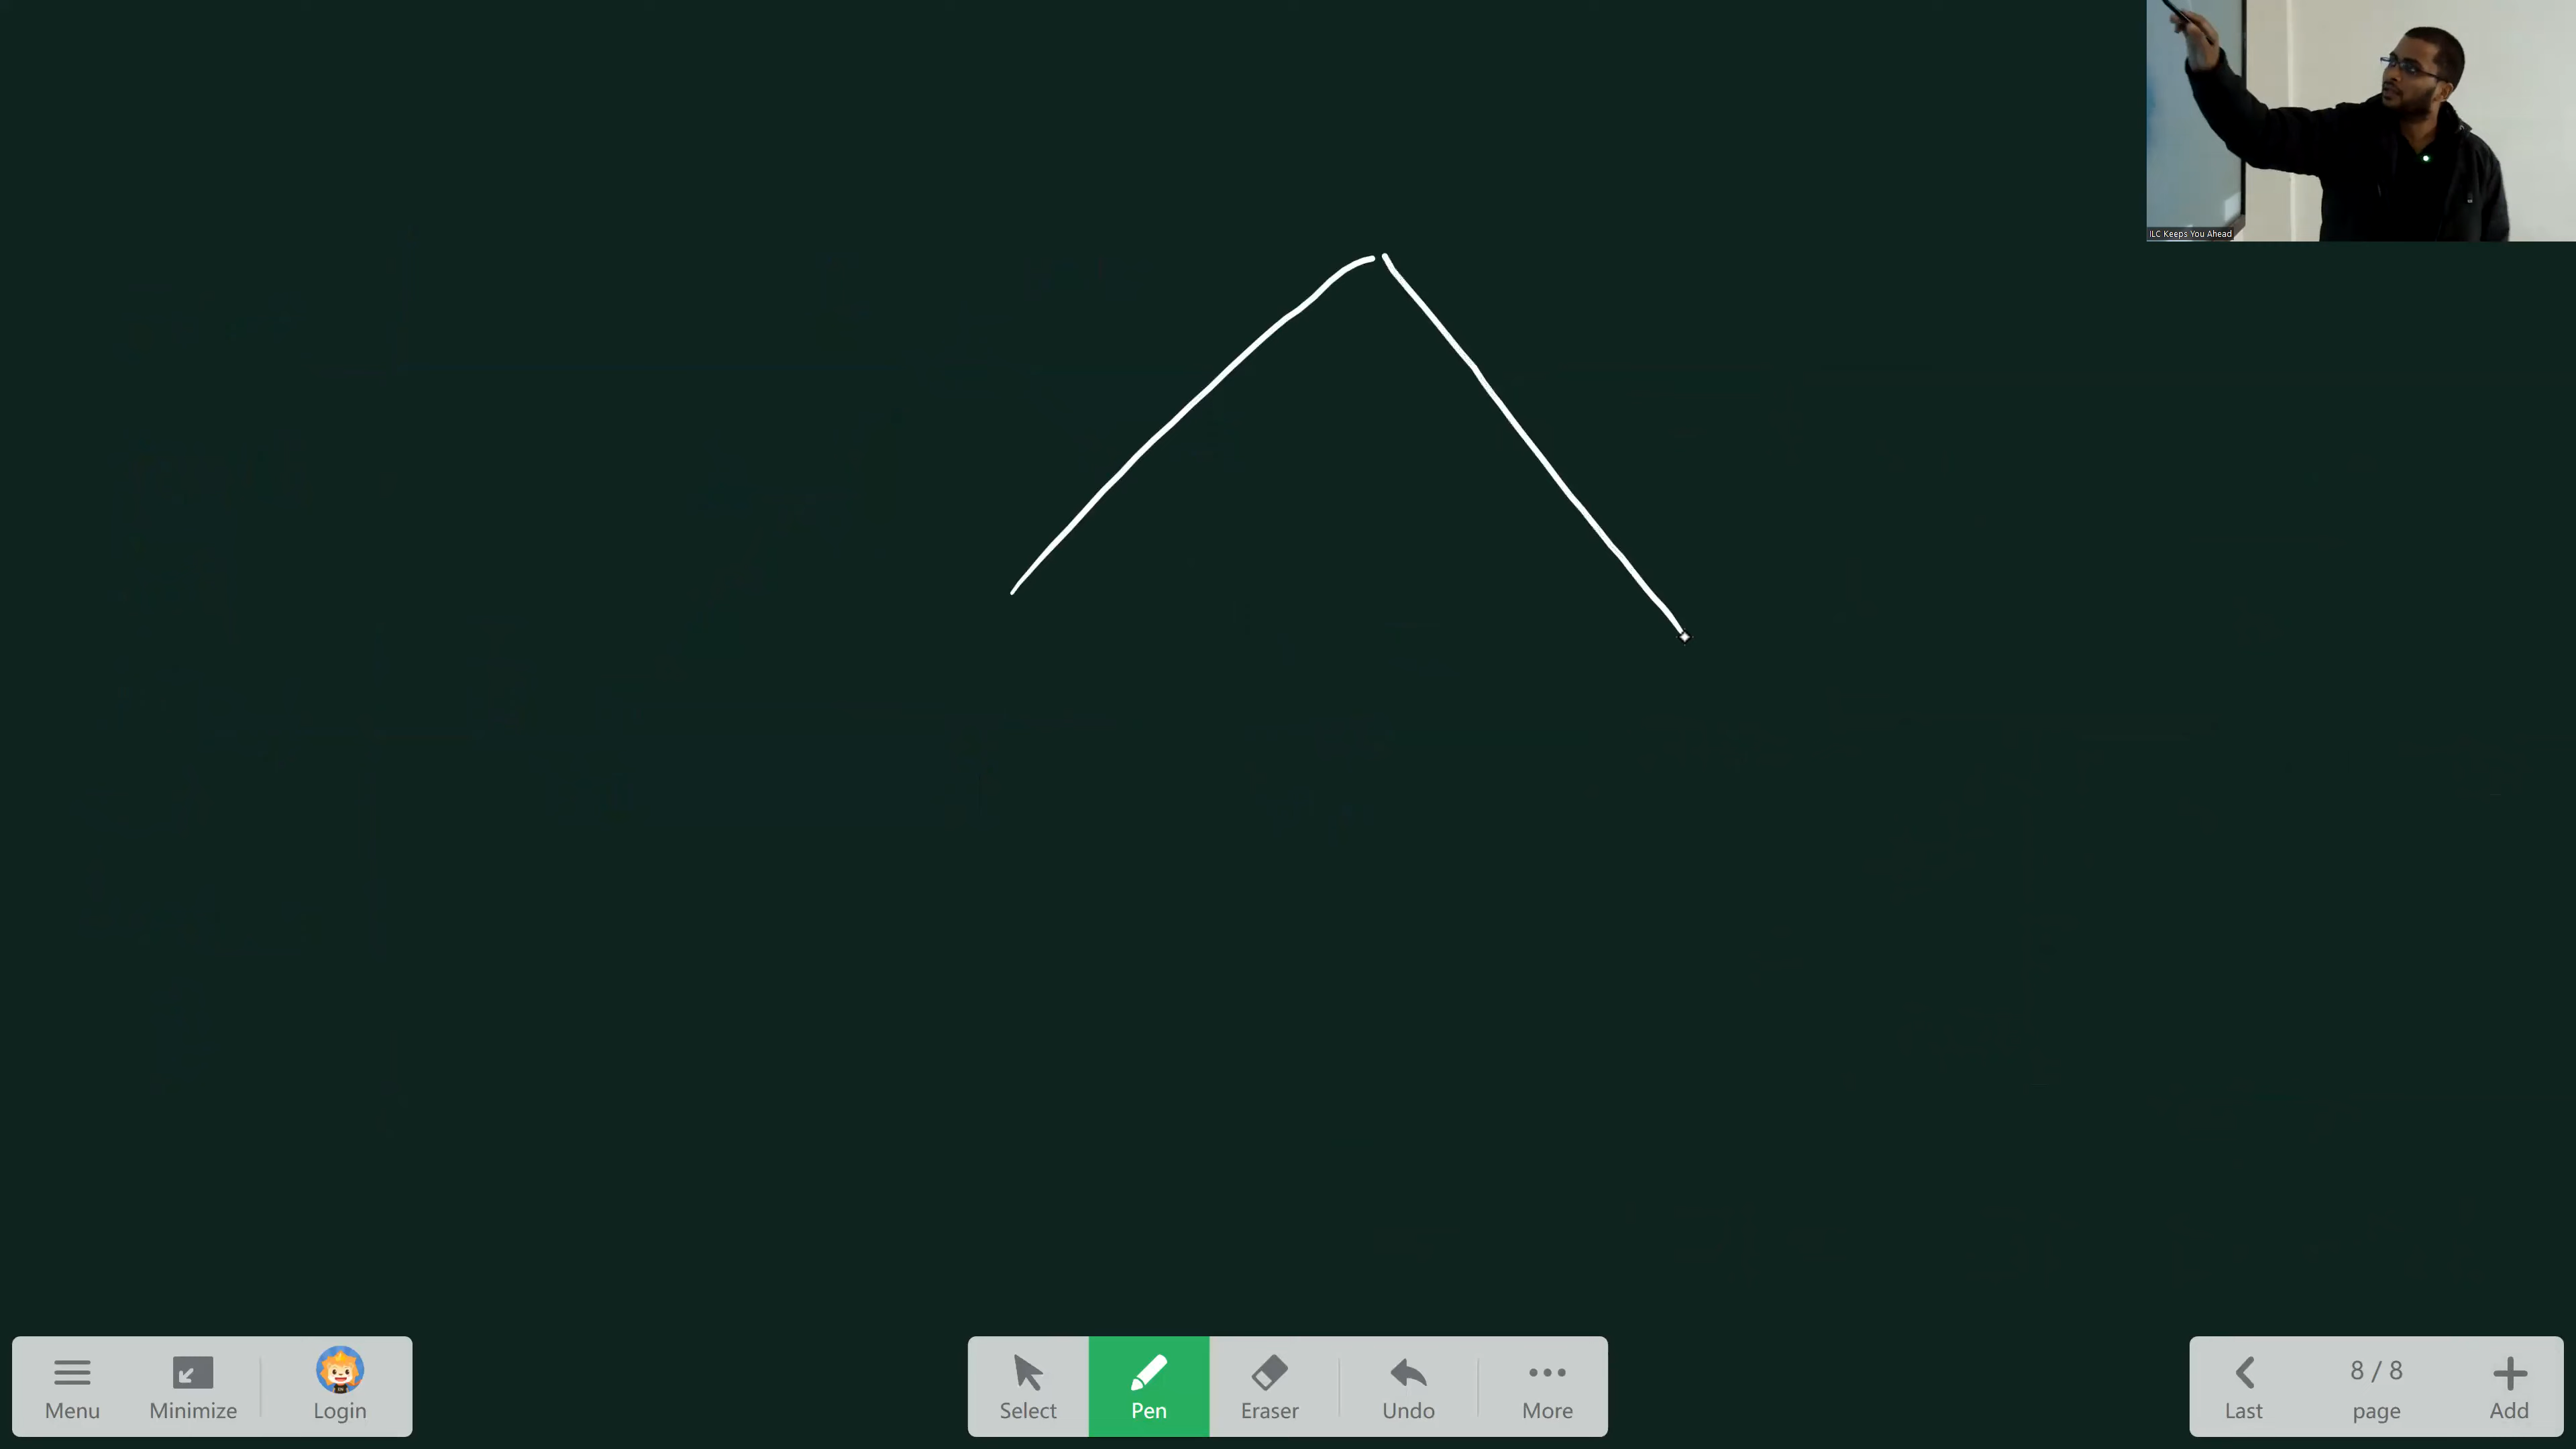 ILC Keeps You Ahead
Menu
Minimize
Login
Select
Pen
Eraser
Undo
More
Last
8 / 8
page
Add